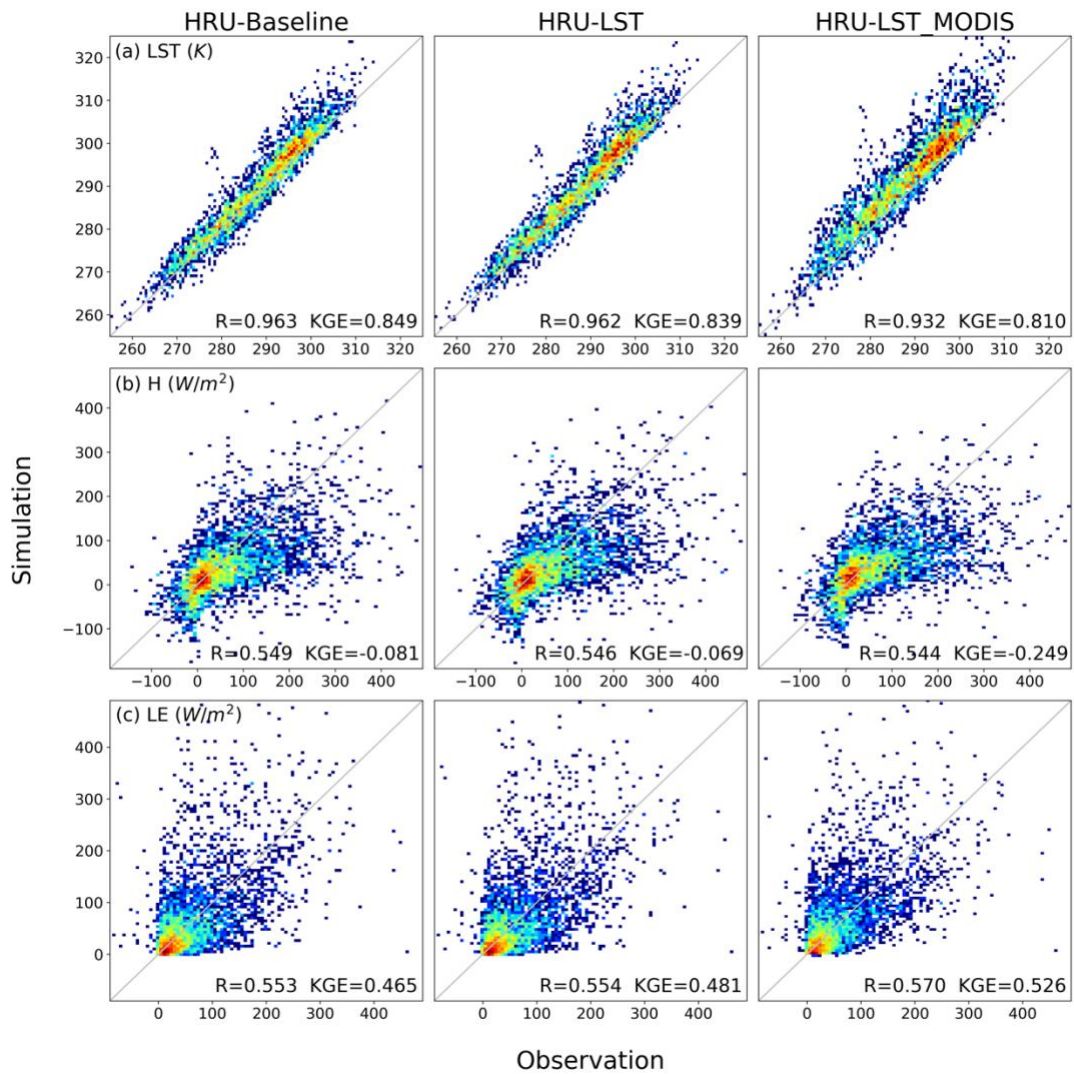 HRU-Baseline HRU-LST HRU-LST_MODIS
(a) LST (K)
320
310
300
290
280
270
260
R=0.963 KGE=0.849 R=0.962 KGE=0.839 R=0.932 KGE=0.810
260 270 280 290 300 310 320 260 270 280 290 300 310 320 260 270 280 290 300 310 320
(b) H (W/m²)
400
300
200
100
0
−100
R=0.549 KGE=-0.081 R=0.546 KGE=-0.069 R=0.544 KGE=-0.249
−100 0 100 200 300 400 −100 0 100 200 300 400 −100 0 100 200 300 400
Simulation
(c) LE (W/m²)
400
300
200
100
0
R=0.553 KGE=0.465 R=0.554 KGE=0.481 R=0.570 KGE=0.526
0 100 200 300 400 0 100 200 300 400 0 100 200 300 400
Observation